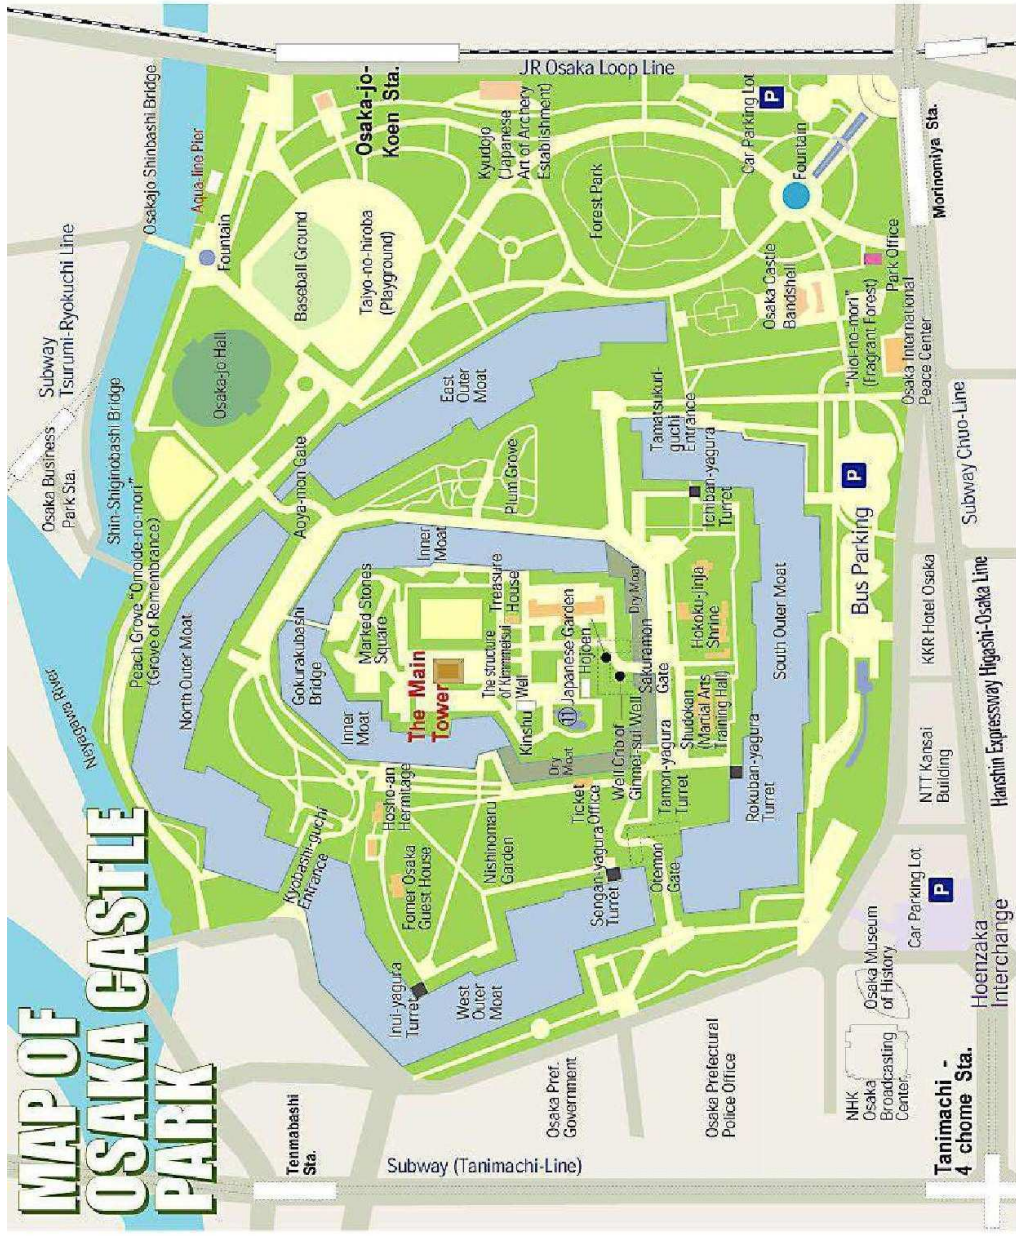 MAP OF
OSAKA CASTLE
PARK
Neyagawa River
Osaka Business
Park Sta.
Subway
Tsurumi-Ryokuchi Line
Shin-Shiginobashi Bridge
Osakajo Shinbashi Bridge
Aqua-line Pier
Peach Grove "Omoide-no-mori"
(Grove of Remembrance)
Osaka-jo Hall
Fountain
Baseball Ground
Taiyo-no-hiroba
(Playground)
Osaka-jo-
Koen Sta.
JR Osaka Loop Line
Kyudojo
(Japanese
Art of Archery
Establishment)
North Outer Moat
Aoya-mon Gate
East
Outer
Moat
Gokurakubashi
Bridge
Inner
Moat
Marked Stones
Square
Inner
Moat
The Main
Tower
Plum Grove
Treasure
House
The structure
of Kimmeisui
Well
Kinshu
11
Japanese Garden
Hojoen
Dry Moat
Dry
Moat
Forest Park
Car Parking Lot
P
Fountain
Morinomiya Sta.
Osaka Castle
Bandshell
Park Office
"Nioi-no-mori"
(Fragrant Forest)
Osaka International
Peace Center
Tamatsukuri-
guchi
Entrance
Ichiban-yagura
Turret
Kyobashi-guchi
Entrance
Hosho-an
Hermitage
Fomer Osaka
Guest House
Nishinomaru
Garden
Ticket
Office
Sengan-yagura
Turret
Inui-yagura
Turret
West
Outer
Moat
Well Crib of
Ginmei-sui Well
Sakuramon
Gate
Tamon-yagura
Turret
Otemon
Gate
Hokoku-jinja
Shrine
Shudokan
(Martial Arts
Training Hall)
Rokuban-yagura
Turret
South Outer Moat
Bus Parking
P
Tenmabashi
Sta.
Subway (Tanimachi-Line)
Osaka Pref.
Government
Osaka Prefectural
Police Office
NHK
Osaka
Broadcasting
Center
Osaka Museum
of History
Car Parking Lot
P
NTT Kansai
Building
KKR Hotel Osaka
Subway Chuo-Line
Hanshin Expressway Higashi-Osaka Line
Hoenzaka
Interchange
Tanimachi -
4 chome Sta.